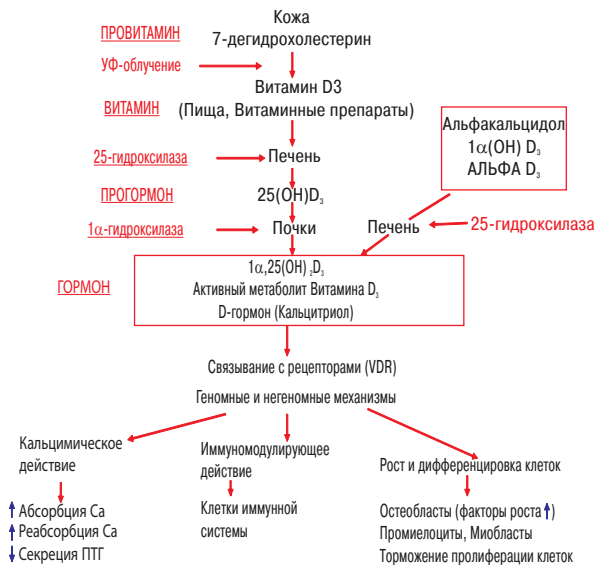 Кожа
ПРОВИТАМИН
7-дегидрохолестерин
УФ-облучение
Витамин D3
ВИТАМИН
(Пища, Витаминные препараты)
Альфакальцидол
1α(OH) D₃
АЛЬФА D₃
25-гидроксилаза
Печень
ПРОГОРМОН
25(OH)D₃
1α-гидроксилаза
Почки
Печень
25-гидроксилаза
ГОРМОН
1α,25(OH)₂D₃
Активный метаболит Витамина D₃
D-гормон (Кальцитриол)
Связывание с рецепторами (VDR)
Геномные и негеномные механизмы
Кальцимическое
действие
↑ Абсорбция Са
↑ Реабсорбция Са
↓ Секреция ПТГ
Иммуномодулирующее
действие
Клетки иммунной
системы
Рост и дифференцировка клеток
Остеобласты (факторы роста↑)
Промиелоциты, Миобласты
Торможение пролиферации клеток